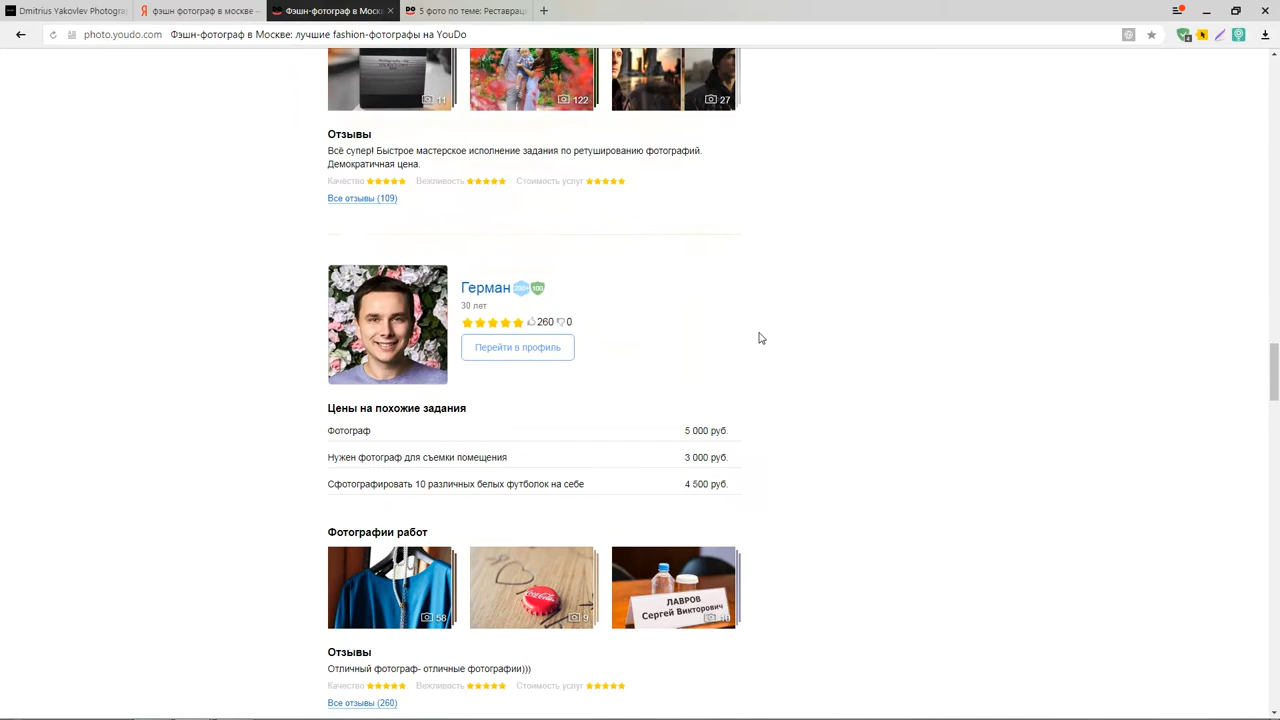 Dmitrius Yakovlev Photograp
фэшн фотограф в москве —
Фэшн-фотограф в Моск
5 фото по теме: Реставрац
photo.youdo.com Фэшн-фотограф в Москве: лучшие fashion-фотографы на YouDo
11
122
27
Отзывы
Всё супер! Быстрое мастерское исполнение задания по ретушированию фотографий.
Демократичная цена.
Качество Вежливость Стоимость услуг
Все отзывы (109)
Герман 100
30 лет
260 0
Перейти в профиль
Цены на похожие задания
Фотограф 5 000 руб.
Нужен фотограф для съемки помещения 3 000 руб.
Сфотографировать 10 различных белых футболок на себе 4 500 руб.
Фотографии работ
58
Coca-Cola
9
ЛАВРОВ
Сергей Викторович
Отзывы
Отличный фотограф- отличные фотографии)))
Качество Вежливость Стоимость услуг
Все отзывы (260)